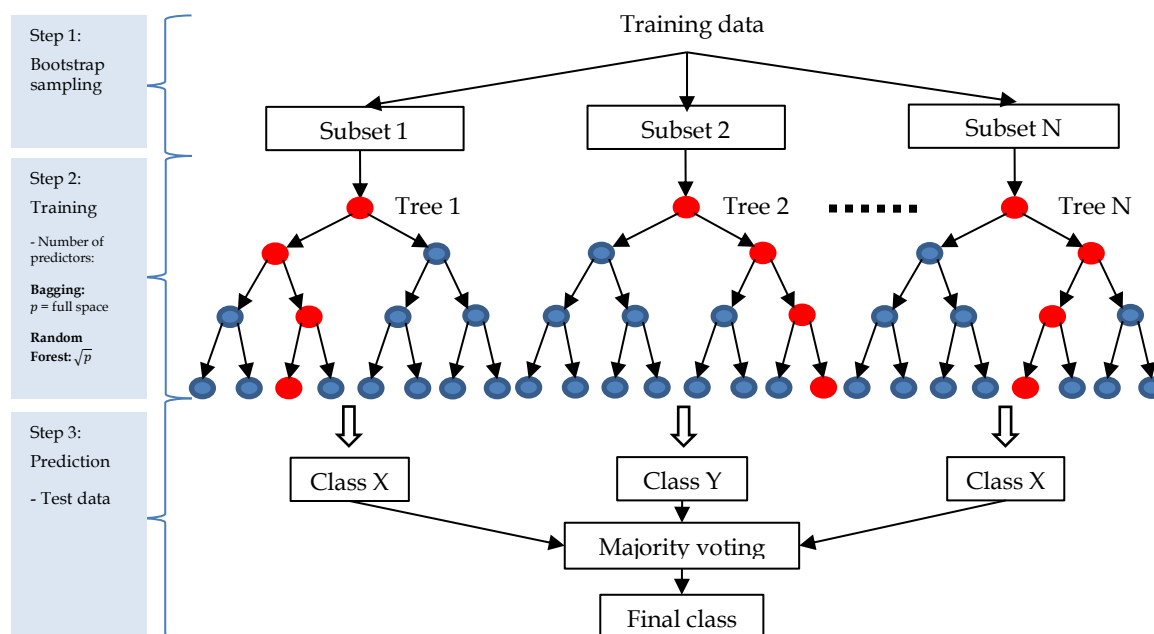 Step 1:
Bootstrap
sampling
Training data
Subset 1
Subset 2
Subset N
Step 2:
Training
- Number of
predictors:
Bagging:
p = full space
Random
Forest: √p
Tree 1
Tree 2
Tree N
Step 3:
Prediction
- Test data
Class X
Class Y
Class X
Majority voting
Final class